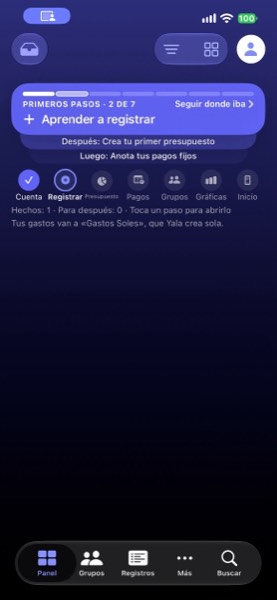 100
PRIMEROS PASOS · 2 DE 7
Seguir donde iba >
+ Aprender a registrar
Después: Crea tu primer presupuesto
Luego: Anota tus pagos fijos
Cuenta Registrar Presupuesto Pagos Grupos Gráficas Inicio
Hechos: 1 · Para después: 0 · Toca un paso para abrirlo
Tus gastos van a «Gastos Soles», que Yala crea sola.
Panel Grupos Registros Más Buscar